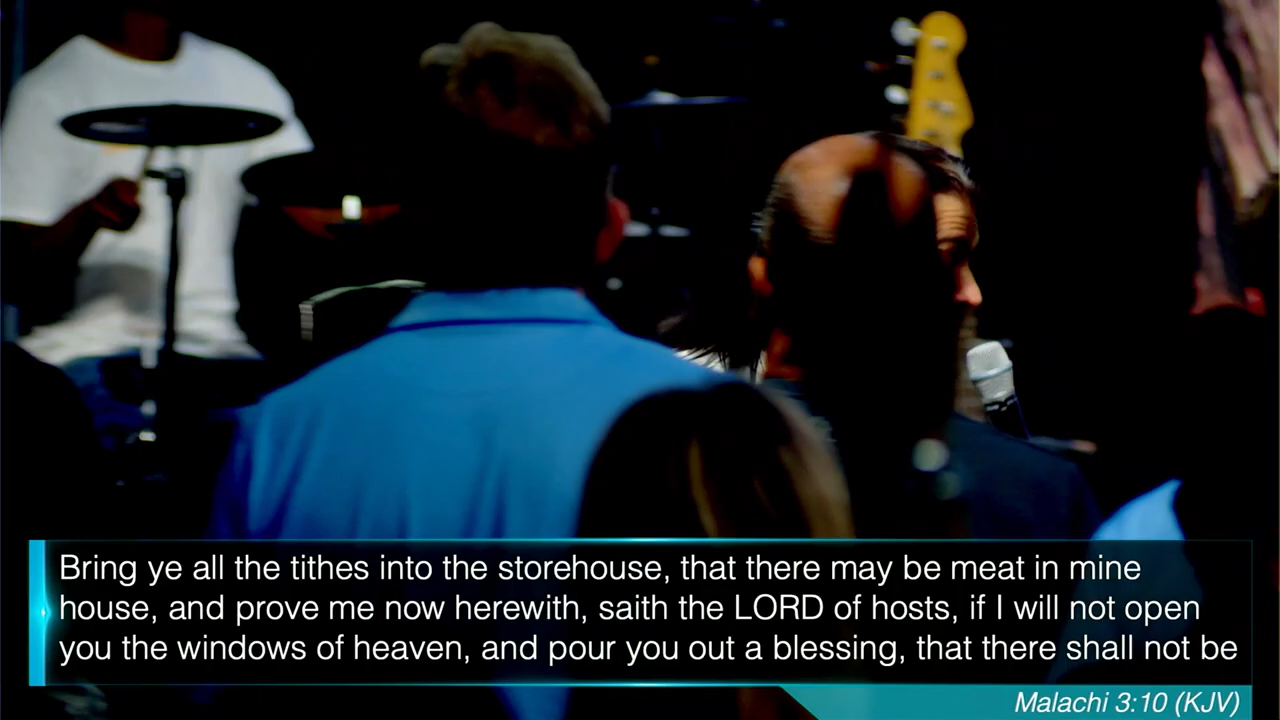 Bring ye all the tithes into the storehouse, that there may be meat in mine
house, and prove me now herewith, saith the LORD of hosts, if I will not open
you the windows of heaven, and pour you out a blessing, that there shall not be
Malachi 3:10 (KJV)